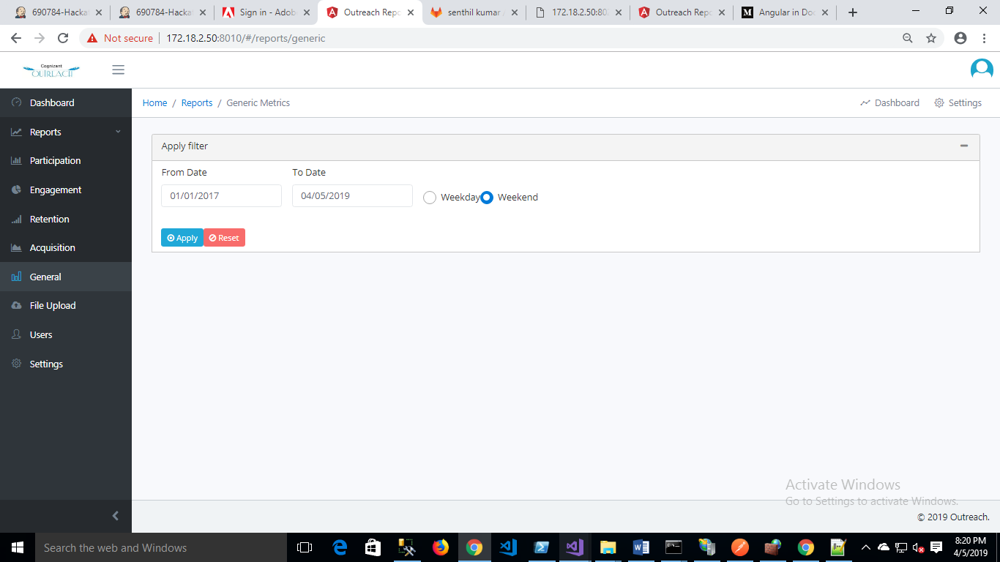 690784-Hacka
690784-Hacka
Sign in - Adob
Outreach Repo
senthil kumar
172.18.2.50:80
Outreach Repo
Angular in Doc
Not secure
172.18.2.50:8010/#/reports/generic
Cognizant
OUTREACH
Home / Reports / Generic Metrics
Dashboard
Settings
Dashboard
Reports
Participation
Engagement
Retention
Acquisition
General
File Upload
Users
Settings
Apply filter
From Date
To Date
01/01/2017
04/05/2019
Weekday
Weekend
Apply
Reset
Activate Windows
Go to Settings to activate Windows.
© 2019 Outreach.
Search the web and Windows
8:20 PM
4/5/2019